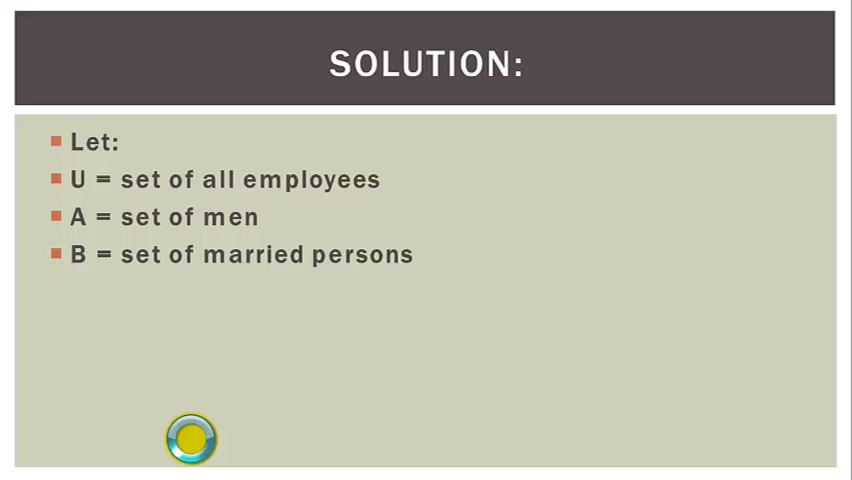 SOLUTION:
Let:
U = set of all employees
A = set of men
B = set of married persons